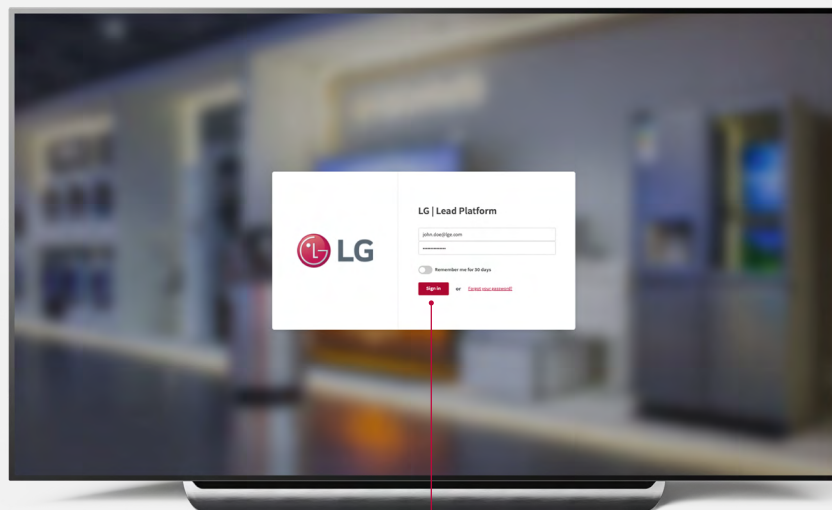 LG | Lead Platform
john.doe@lge.com
LG
Remember me for 30 days
Sign in or Forgot your password?